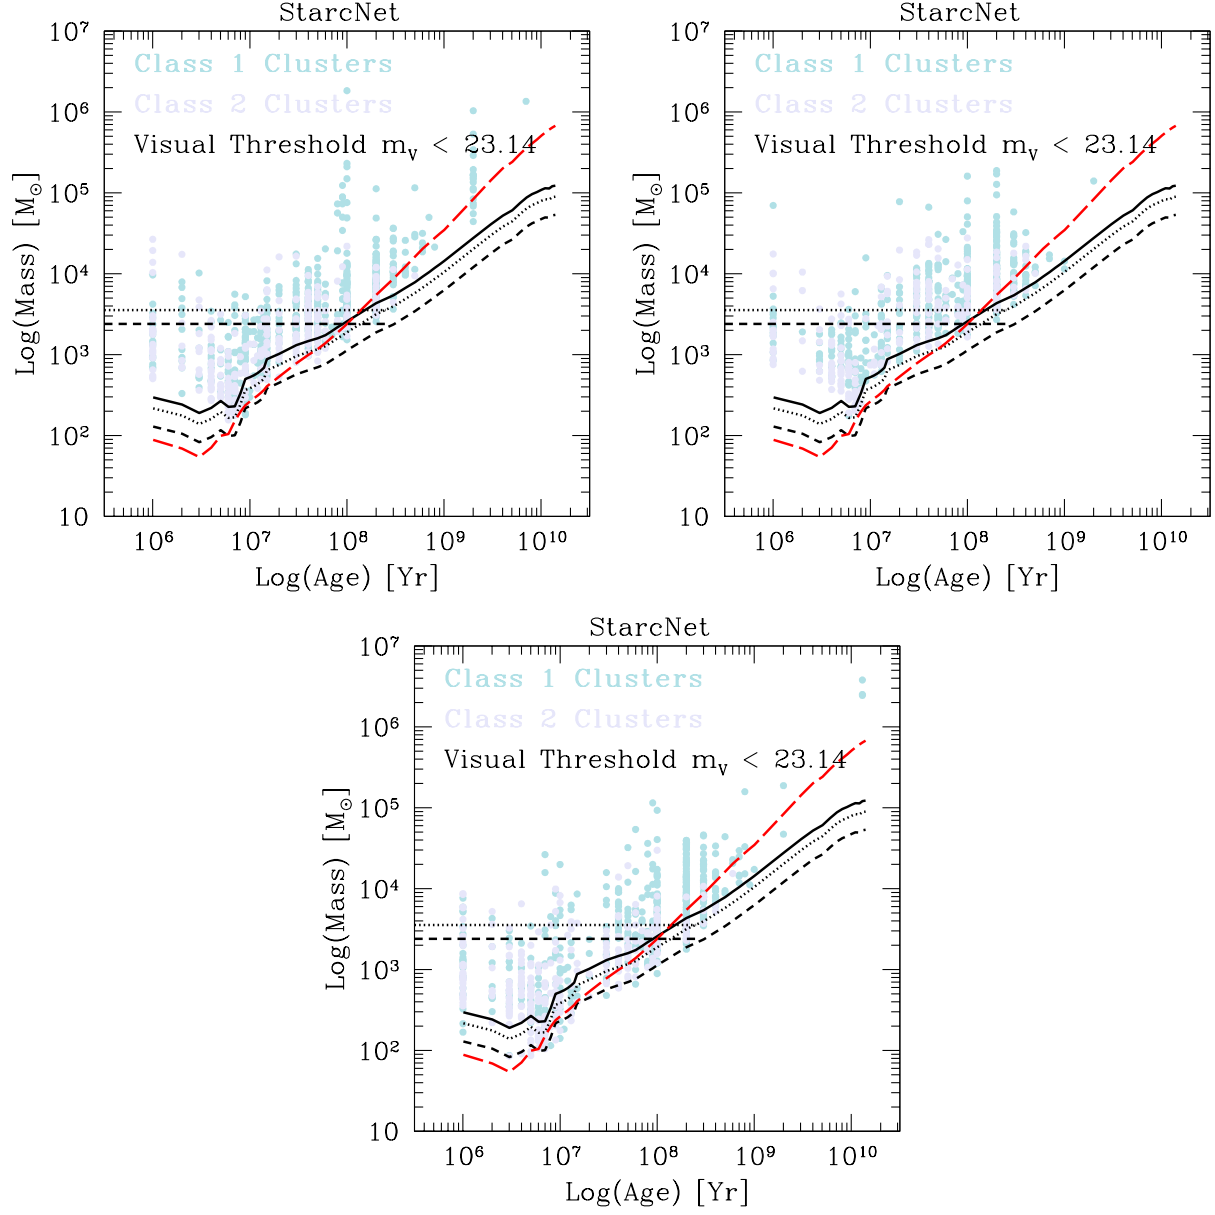 StarcNet
10⁷
Class 1 Clusters
Class 2 Clusters
10⁶
Visual Threshold m_V < 23.14
10⁵
10⁴
10³
10²
10
Log(Mass) [M_⊙]
10⁶ 10⁷ 10⁸ 10⁹ 10¹⁰
Log(Age) [Yr]
StarcNet
10⁷
Class 1 Clusters
Class 2 Clusters
10⁶
Visual Threshold m_V < 23.14
10⁵
10⁴
10³
10²
10
Log(Mass) [M_⊙]
10⁶ 10⁷ 10⁸ 10⁹ 10¹⁰
Log(Age) [Yr]
StarcNet
10⁷
Class 1 Clusters
Class 2 Clusters
10⁶
Visual Threshold m_V < 23.14
10⁵
10⁴
10³
10²
10
Log(Mass) [M_⊙]
10⁶ 10⁷ 10⁸ 10⁹ 10¹⁰
Log(Age) [Yr]